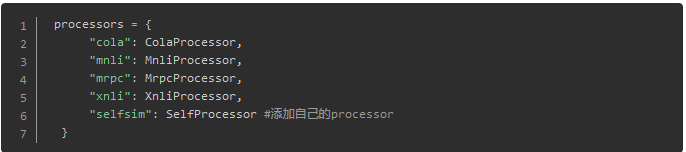 1 processors = {
2 "cola": ColaProcessor,
3 "mnli": MnliProcessor,
4 "mrpc": MrpcProcessor,
5 "xnli": XnliProcessor,
6 "selfsim": SelfProcessor #添加自己的processor
7 }